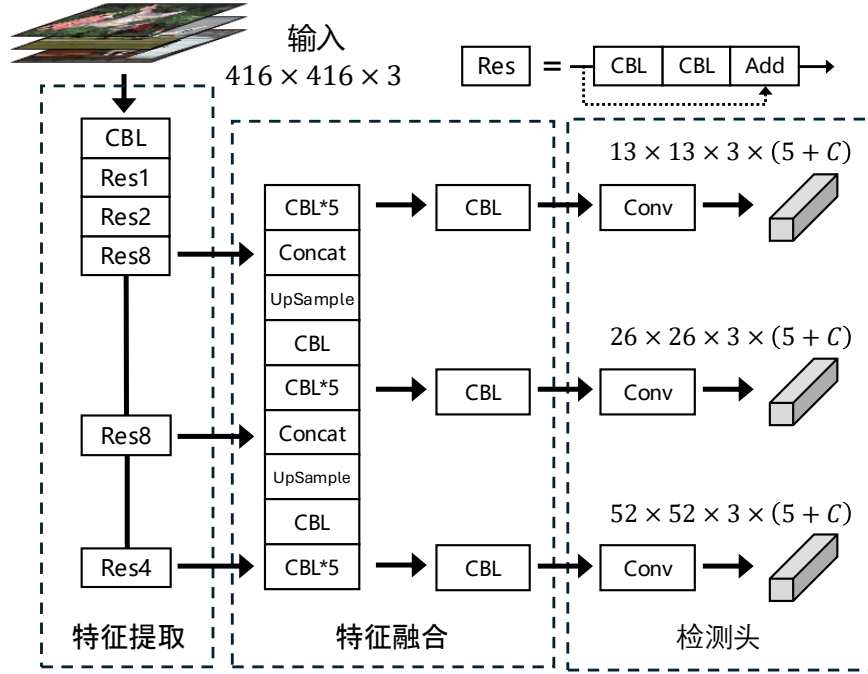 输入
416 × 416 × 3
Res = CBL CBL Add
CBL
Res1
Res2
Res8
Res8
Res4
特征提取
CBL*5
Concat
UpSample
CBL
CBL*5
Concat
UpSample
CBL
CBL*5
CBL
CBL
CBL
特征融合
13 × 13 × 3 × (5 + C)
Conv
26 × 26 × 3 × (5 + C)
Conv
52 × 52 × 3 × (5 + C)
Conv
检测头